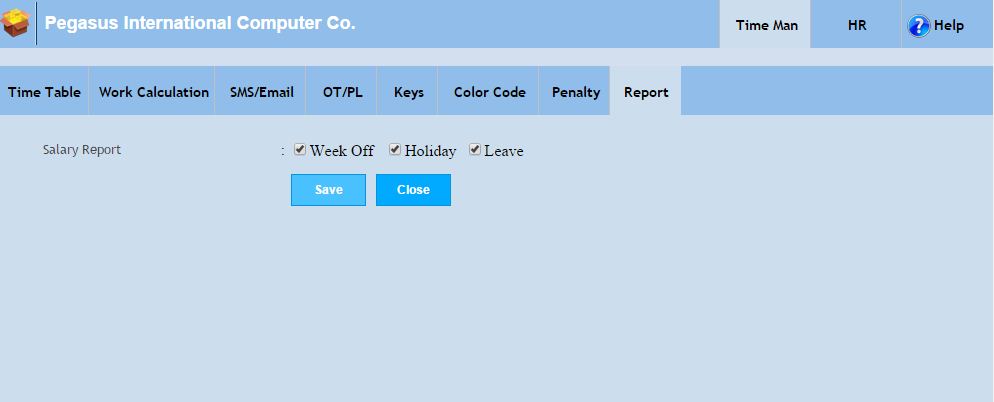 Pegasus International Computer Co. Time Man HR ? Help
Time Table Work Calculation SMS/Email OT/PL Keys Color Code Penalty Report
Salary Report : Week Off Holiday Leave
Save Close